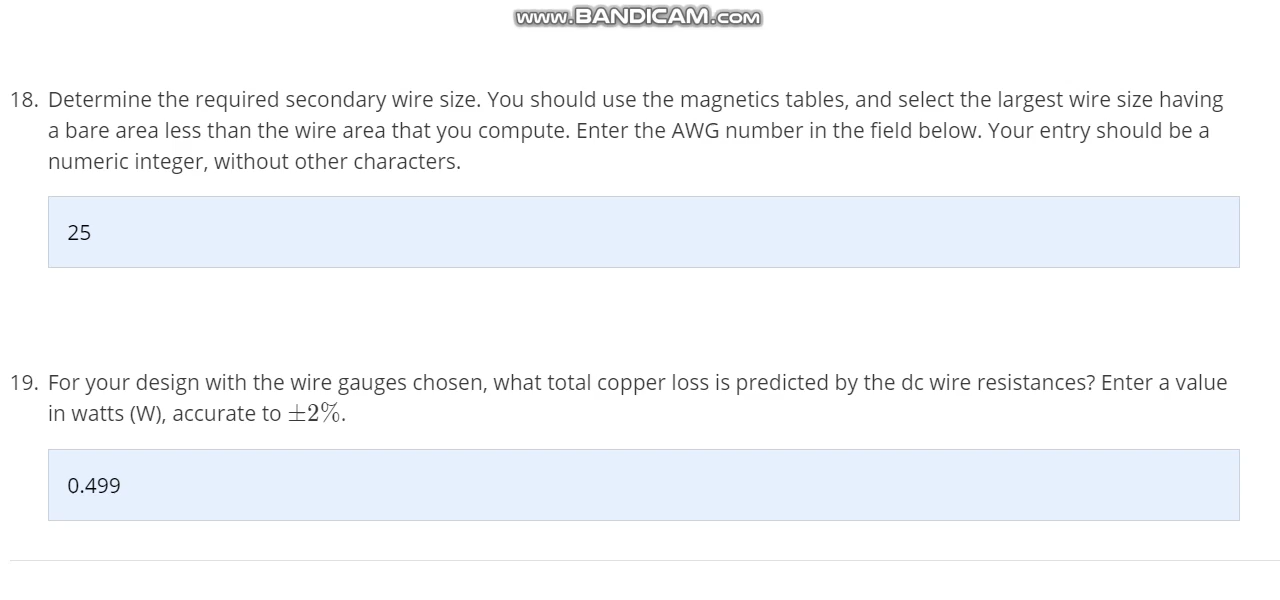 www.BANDICAM.COM
18. Determine the required secondary wire size. You should use the magnetics tables, and select the largest wire size having
a bare area less than the wire area that you compute. Enter the AWG number in the field below. Your entry should be a
numeric integer, without other characters.
25
19. For your design with the wire gauges chosen, what total copper loss is predicted by the dc wire resistances? Enter a value
in watts (W), accurate to ±2%.
0.499